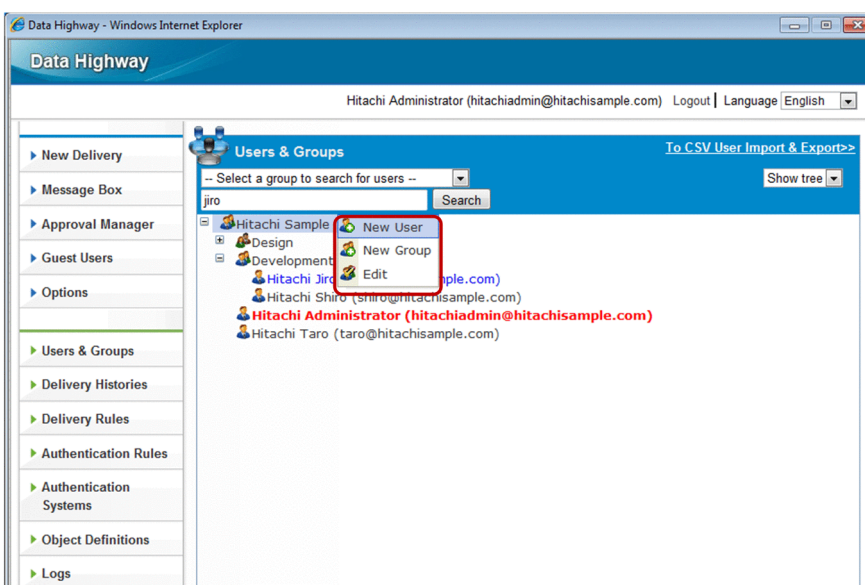 Data Highway - Windows Internet Explorer
Data Highway
Hitachi Administrator (hitachiadmin@hitachisample.com) Logout Language English
New Delivery
Message Box
Approval Manager
Guest Users
Options
Users & Groups
Delivery Histories
Delivery Rules
Authentication Rules
Authentication
Systems
Object Definitions
Logs
Users & Groups
To CSV User Import & Export>>
-- Select a group to search for users --
Show tree
jiro
Search
Hitachi Sample
New User
New Group
Edit
Design
Development
Hitachi Jiro ple.com)
Hitachi Shiro (shiro@hitachisample.com)
Hitachi Administrator (hitachiadmin@hitachisample.com)
Hitachi Taro (taro@hitachisample.com)